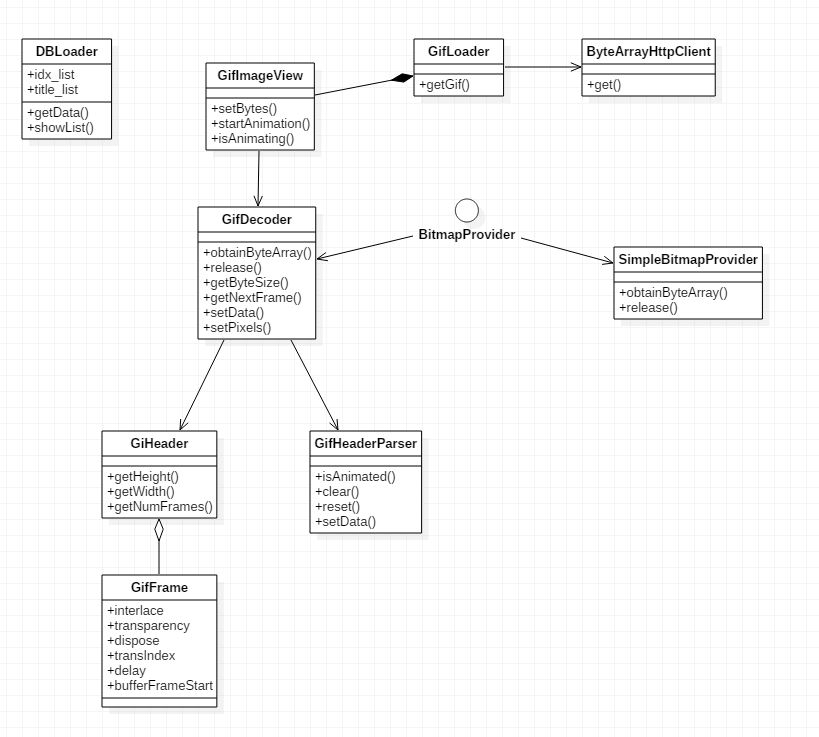 DBLoader
+idx_list
+title_list
+getData()
+showList()
GifImageView
+setBytes()
+startAnimation()
+isAnimating()
GifLoader
+getGif()
ByteArrayHttpClient
+get()
GifDecoder
+obtainByteArray()
+release()
+getByteSize()
+getNextFrame()
+setData()
+setPixels()
BitmapProvider
SimpleBitmapProvider
+obtainByteArray()
+release()
GiHeader
+getHeight()
+getWidth()
+getNumFrames()
GifHeaderParser
+isAnimated()
+clear()
+reset()
+setData()
GifFrame
+interlace
+transparency
+dispose
+transIndex
+delay
+bufferFrameStart